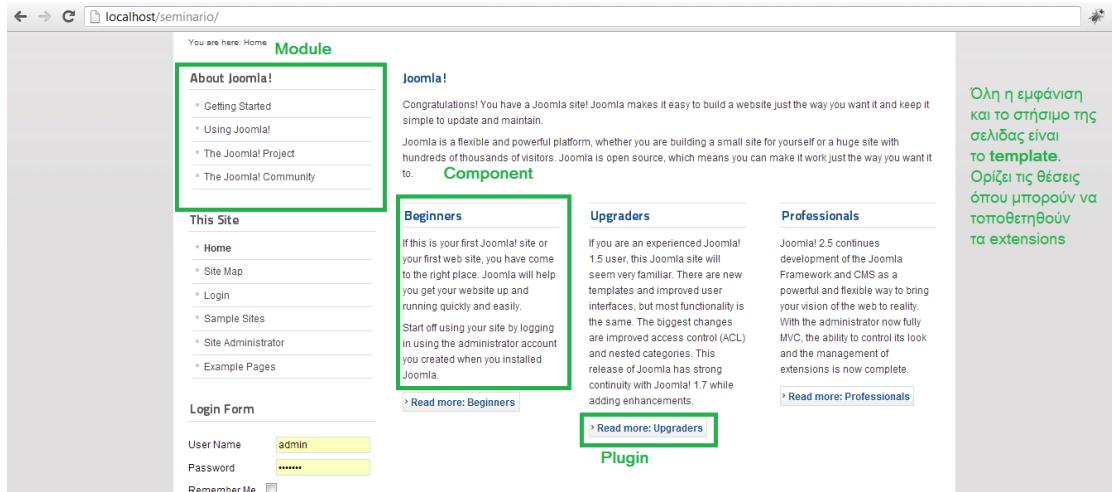 localhost/seminario/
You are here: Home
Module
About Joomla!
Getting Started
Using Joomla!
The Joomla! Project
The Joomla! Community
This Site
Home
Site Map
Login
Sample Sites
Site Administrator
Example Pages
Login Form
User Name admin
Password •••••••
Remember Me
Joomla!
Congratulations! You have a Joomla site! Joomla makes it easy to build a website just the way you want it and keep it
simple to update and maintain.
Joomla is a flexible and powerful platform, whether you are building a small site for yourself or a huge site with
hundreds of thousands of visitors. Joomla is open source, which means you can make it work just the way you want it
to.
Component
Beginners
If this is your first Joomla! site or
your first web site, you have come
to the right place. Joomla will help
you get your website up and
running quickly and easily.
Start off using your site by logging
in using the administrator account
you created when you installed
Joomla.
Read more: Beginners
Upgraders
If you are an experienced Joomla!
1.5 user, this Joomla site will
seem very familiar. There are new
templates and improved user
interfaces, but most functionality is
the same. The biggest changes
are improved access control (ACL)
and nested categories. This
release of Joomla has strong
continuity with Joomla! 1.7 while
adding enhancements.
Read more: Upgraders
Plugin
Professionals
Joomla! 2.5 continues
development of the Joomla
Framework and CMS as a
powerful and flexible way to bring
your vision of the web to reality.
With the administrator now fully
MVC, the ability to control its look
and the management of
extensions is now complete.
Read more: Professionals
Όλη η εμφάνιση
και το στήσιμο της
σελιδας είναι
το template.
Ορίζει τις θέσεις
όπου μπορούν να
τοποθετηθούν
τα extensions